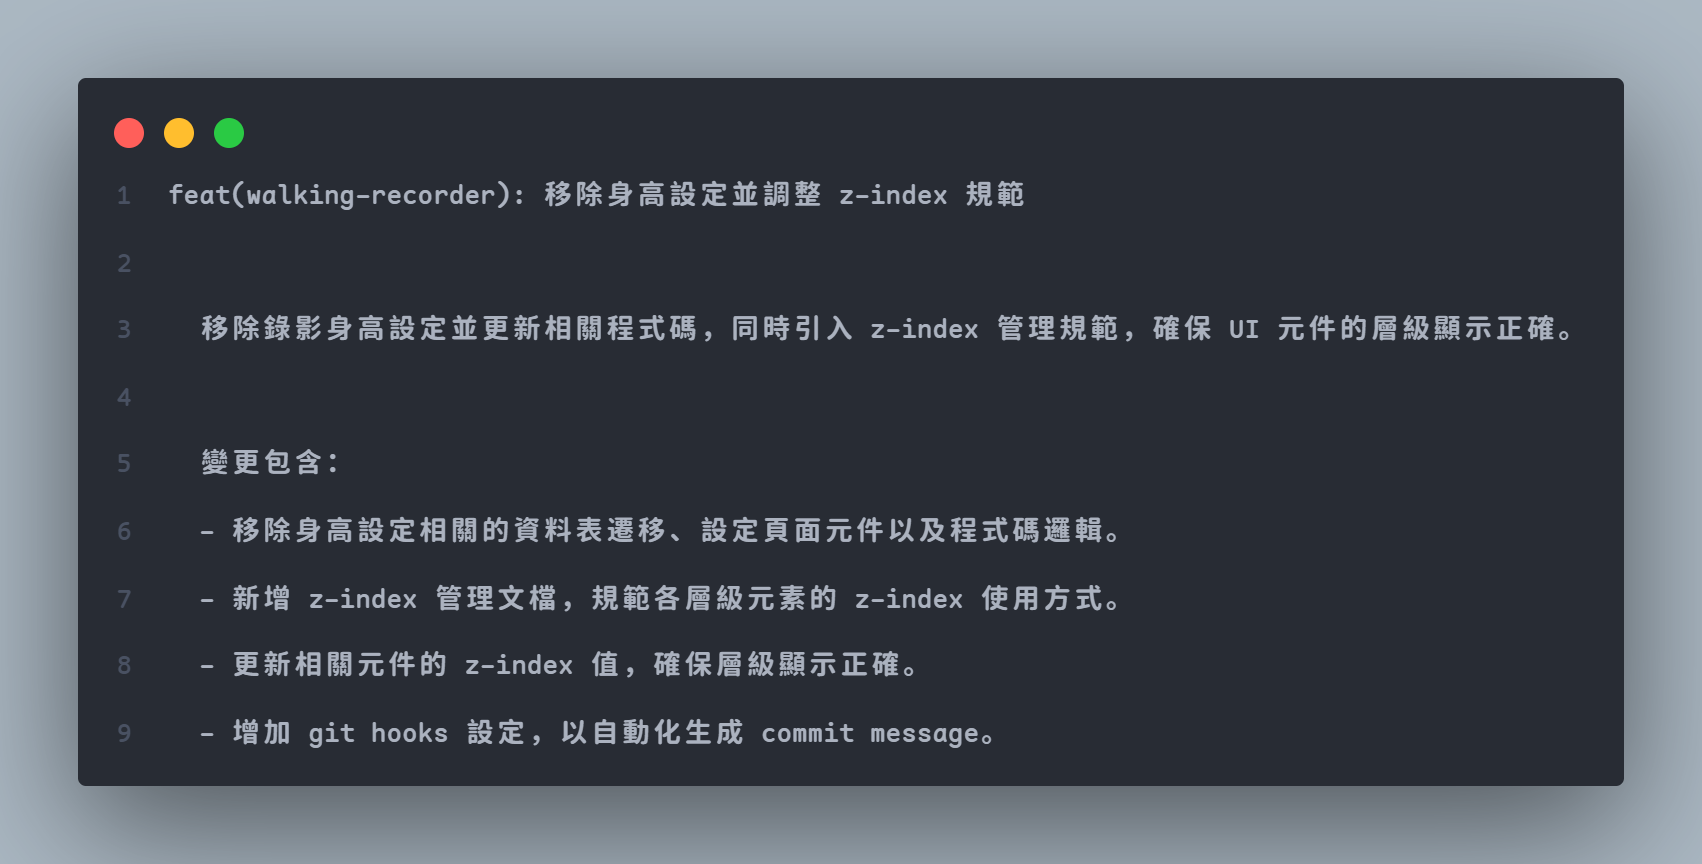 1 feat(walking-recorder): 移除身高設定並調整 z-index 規範
2
3 移除錄影身高設定並更新相關程式碼，同時引入 z-index 管理規範，確保 UI 元件的層級顯示正確。
4
5 變更包含：
6 - 移除身高設定相關的資料表遷移、設定頁面元件以及程式碼邏輯。
7 - 新增 z-index 管理文檔，規範各層級元素的 z-index 使用方式。
8 - 更新相關元件的 z-index 值，確保層級顯示正確。
9 - 增加 git hooks 設定，以自動化生成 commit message。